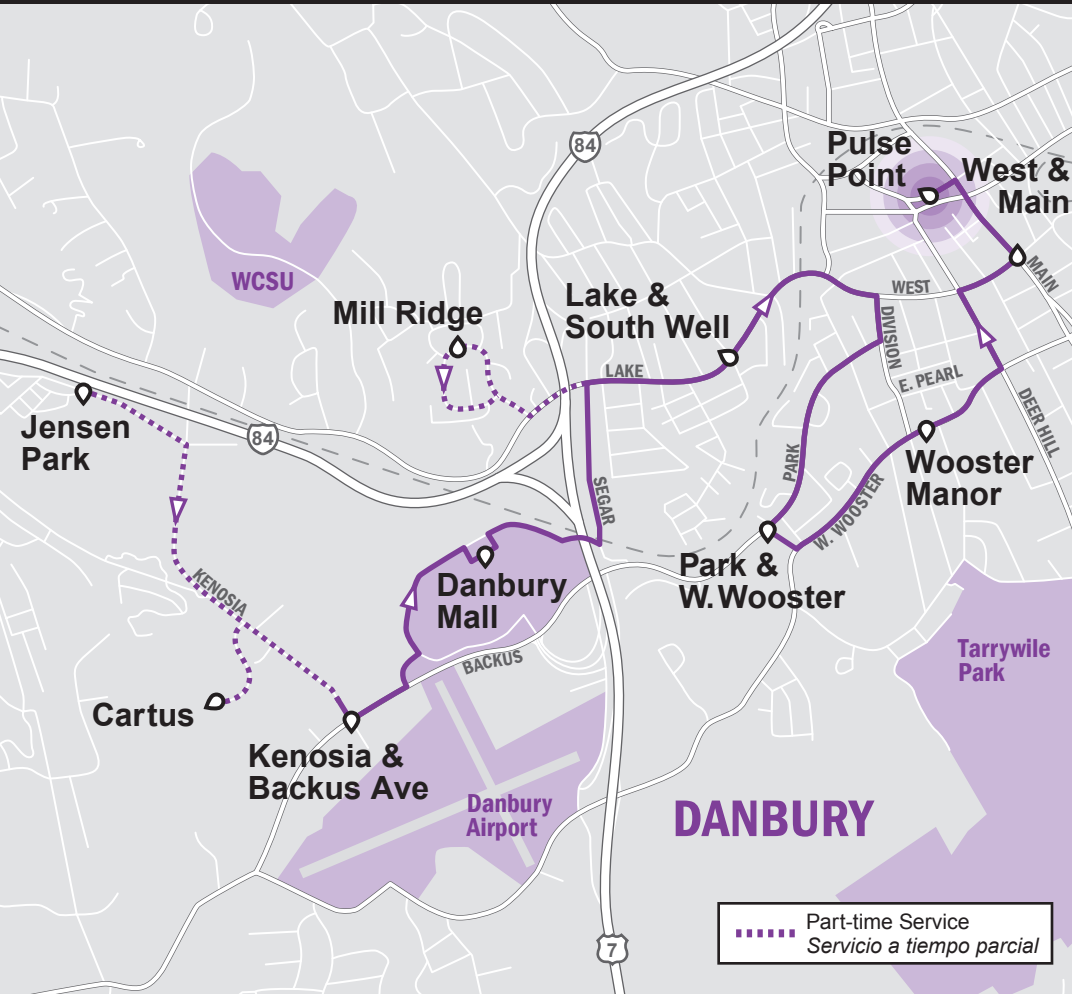 84
Pulse
Point
West &
Main
MAIN
WCSU
Mill Ridge
Lake &
South Well
WEST
DIVISION
LAKE
E. PEARL
DEER HILL
Jensen
Park
84
PARK
Wooster
Manor
SEGAR
W. WOOSTER
KENOSIA
Danbury
Mall
Park &
W. Wooster
BACKUS
Tarrywile
Park
Cartus
Kenosia &
Backus Ave
Danbury
Airport
DANBURY
Part-time Service
Servicio a tiempo parcial
7